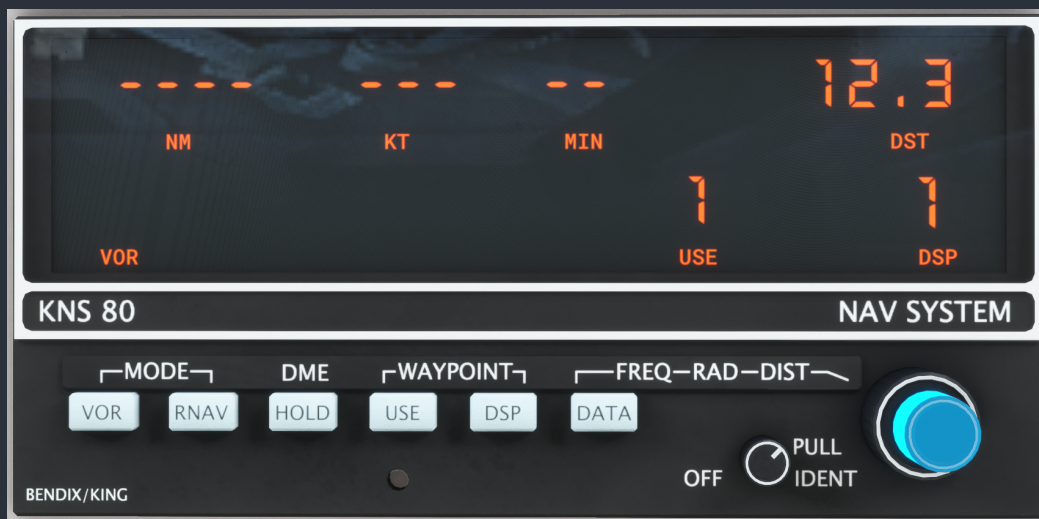 ---- --- -- 12.3
NM KT MIN DST
1 1
VOR USE DSP
KNS 80 NAV SYSTEM
MODE DME WAYPOINT FREQ-RAD-DIST
VOR RNAV HOLD USE DSP DATA
PULL
OFF IDENT
BENDIX/KING